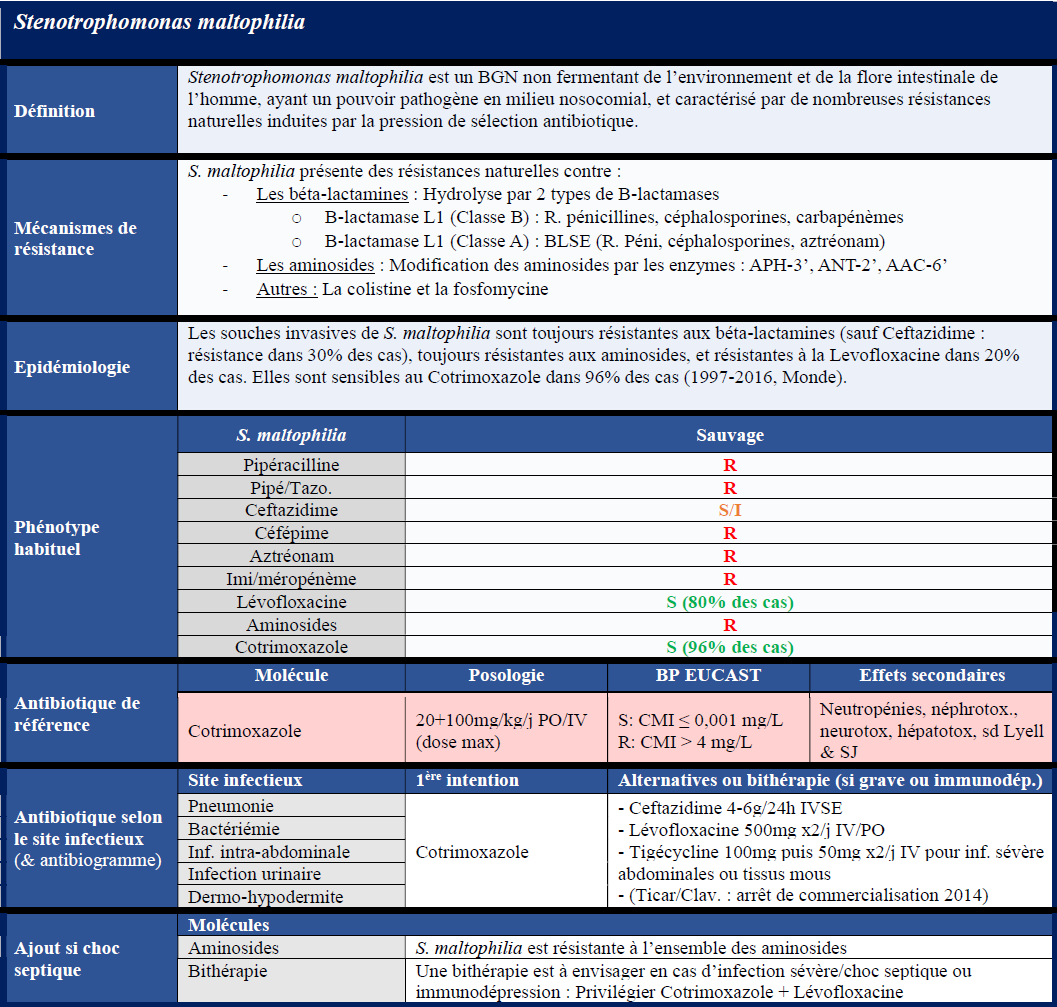 Stenotrophomonas maltophilia
Définition
Stenotrophomonas maltophilia est un BGN non fermentant de l’environnement et de la flore intestinale de
l’homme, ayant un pouvoir pathogène en milieu nosocomial, et caractérisé par de nombreuses résistances
naturelles induites par la pression de sélection antibiotique.
Mécanismes de
résistance
S. maltophilia présente des résistances naturelles contre :
- Les béta-lactamines : Hydrolyse par 2 types de B-lactamases
o B-lactamase L1 (Classe B) : R. pénicillines, céphalosporines, carbapénèmes
o B-lactamase L1 (Classe A) : BLSE (R. Péni, céphalosporines, aztréonam)
- Les aminosides : Modification des aminosides par les enzymes : APH-3’, ANT-2’, AAC-6’
- Autres : La colistine et la fosfomycine
Epidémiologie
Les souches invasives de S. maltophilia sont toujours résistantes aux béta-lactamines (sauf Ceftazidime :
résistance dans 30% des cas), toujours résistantes aux aminosides, et résistantes à la Levofloxacine dans 20%
des cas. Elles sont sensibles au Cotrimoxazole dans 96% des cas (1997-2016, Monde).
Phénotype
habituel
S. maltophilia Sauvage
Pipéracilline R
Pipé/Tazo. R
Ceftazidime S/I
Céfépime R
Aztréonam R
Imi/méropénème R
Lévofloxacine S (80% des cas)
Aminosides R
Cotrimoxazole S (96% des cas)
Antibiotique de
référence
Molécule Posologie BP EUCAST Effets secondaires
Cotrimoxazole
20+100mg/kg/j PO/IV
(dose max)
S: CMI ≤ 0,001 mg/L
R: CMI > 4 mg/L
Neutropénies, néphrotox.,
neurotox, hépatotox, sd Lyell
& SJ
Antibiotique selon
le site infectieux
(& antibiogramme)
Site infectieux 1ère intention Alternatives ou bithérapie (si grave ou immunodép.)
Pneumonie
Bactériémie
Inf. intra-abdominale
Infection urinaire
Dermo-hypodermite
Cotrimoxazole
- Ceftazidime 4-6g/24h IVSE
- Lévofloxacine 500mg x2/j IV/PO
- Tigécycline 100mg puis 50mg x2/j IV pour inf. sévère
abdominales ou tissus mous
- (Ticar/Clav. : arrêt de commercialisation 2014)
Ajout si choc
septique
Molécules
Aminosides S. maltophilia est résistante à l’ensemble des aminosides
Bithérapie Une bithérapie est à envisager en cas d’infection sévère/choc septique ou
immunodépression : Privilégier Cotrimoxazole + Lévofloxacine